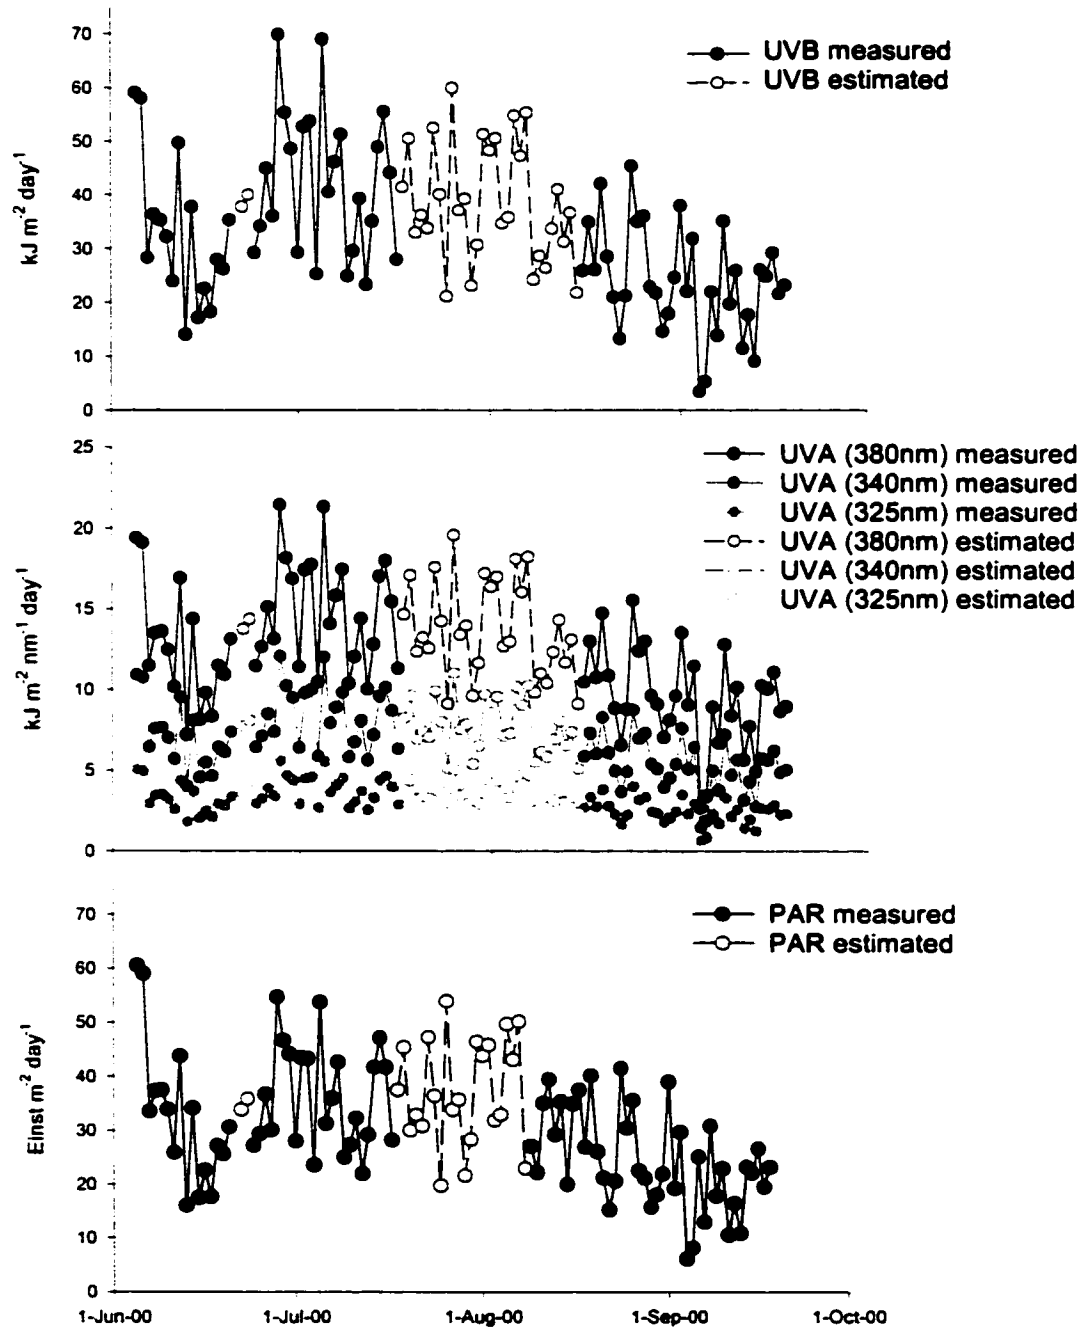 70
60
50
40
30
20
10
0
kJ m-2 day-1
UVB measured
UVB estimated
25
20
15
10
5
0
kJ m-2 nm-1 day-1
UVA (380nm) measured
UVA (340nm) measured
UVA (325nm) measured
UVA (380nm) estimated
UVA (340nm) estimated
UVA (325nm) estimated
70
60
50
40
30
20
10
0
Einst m-2 day-1
PAR measured
PAR estimated
1-Jun-00 1-Jul-00 1-Aug-00 1-Sep-00 1-Oct-00